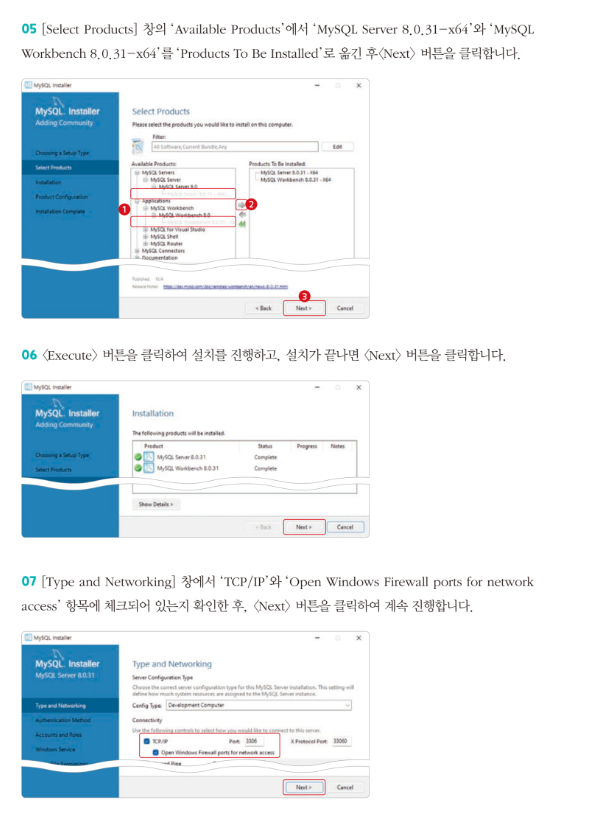 05 [Select Products] 창의 ‘Available Products’에서 ‘MySQL Server 8.0.31-x64’와 ‘MySQL
Workbench 8.0.31-x64’를 ‘Products To Be Installed’로 옮긴 후〈Next〉 버튼을 클릭합니다.
MySQL Installer
MySQL. Installer
Adding Community
Choosing a Setup Type
Select Products
Installation
Product Configuration
Installation Complete
Select Products
Please select the products you would like to install on this computer.
Filter:
All Software,Current Bundle,Any
Edit
Available Products:
MySQL Servers
MySQL Server
MySQL Server 8.0
Applications
MySQL Workbench
MySQL Workbench 8.0
MySQL for Visual Studio
MySQL Shell
MySQL Router
MySQL Connectors
Documentation
Products To Be Installed:
MySQL Server 8.0.31 - X64
MySQL Workbench 8.0.31 - X64
1
2
Published: N/A
Release Notes: https://dev.mysql.com/doc/relnotes/workbench/en/news-8-0-31.html
3
< Back
Next >
Cancel
06 〈Execute〉 버튼을 클릭하여 설치를 진행하고, 설치가 끝나면 〈Next〉 버튼을 클릭합니다.
MySQL Installer
MySQL. Installer
Adding Community
Choosing a Setup Type
Select Products
Installation
The following products will be installed.
Product Status Progress Notes
MySQL Server 8.0.31 Complete
MySQL Workbench 8.0.31 Complete
Show Details >
< Back
Next >
Cancel
07 [Type and Networking] 창에서 ‘TCP/IP’와 ‘Open Windows Firewall ports for network
access’ 항목에 체크되어 있는지 확인한 후, 〈Next〉 버튼을 클릭하여 계속 진행합니다.
MySQL Installer
MySQL. Installer
MySQL Server 8.0.31
Type and Networking
Authentication Method
Accounts and Roles
Windows Service
Type and Networking
Server Configuration Type
Choose the correct server configuration type for this MySQL Server installation. This setting will
define how much system resources are assigned to the MySQL Server instance.
Config Type: Development Computer
Connectivity
Use the following controls to select how you would like to connect to this server.
TCP/IP Port: 3306 X Protocol Port: 33060
Open Windows Firewall ports for network access
Next >
Cancel